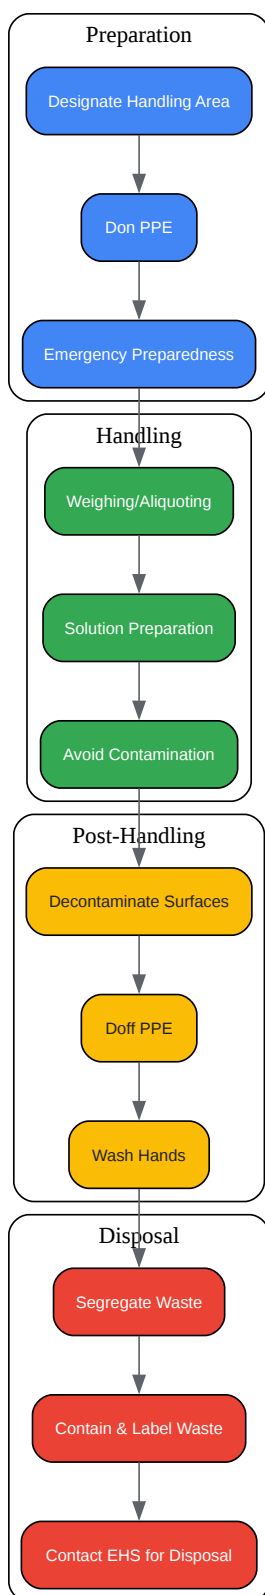 Preparation
Designate Handling Area
Don PPE
Emergency Preparedness
Handling
Weighing/Aliquoting
Solution Preparation
Avoid Contamination
Post-Handling
Decontaminate Surfaces
Doff PPE
Wash Hands
Disposal
Segregate Waste
Contain & Label Waste
Contact EHS for Disposal